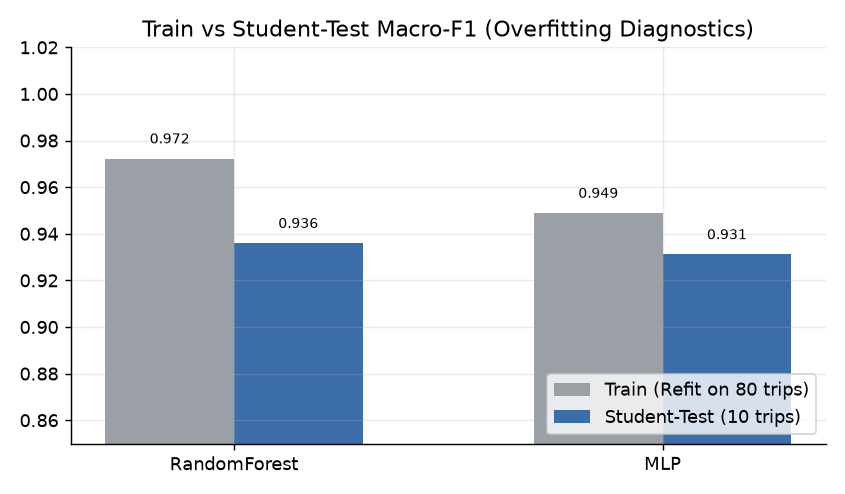 Train vs Student-Test Macro-F1 (Overfitting Diagnostics)
1.02
1.00
0.98
0.96
0.94
0.92
0.90
0.88
0.86
0.972
0.936
0.949
0.931
Train (Refit on 80 trips)
Student-Test (10 trips)
RandomForest
MLP